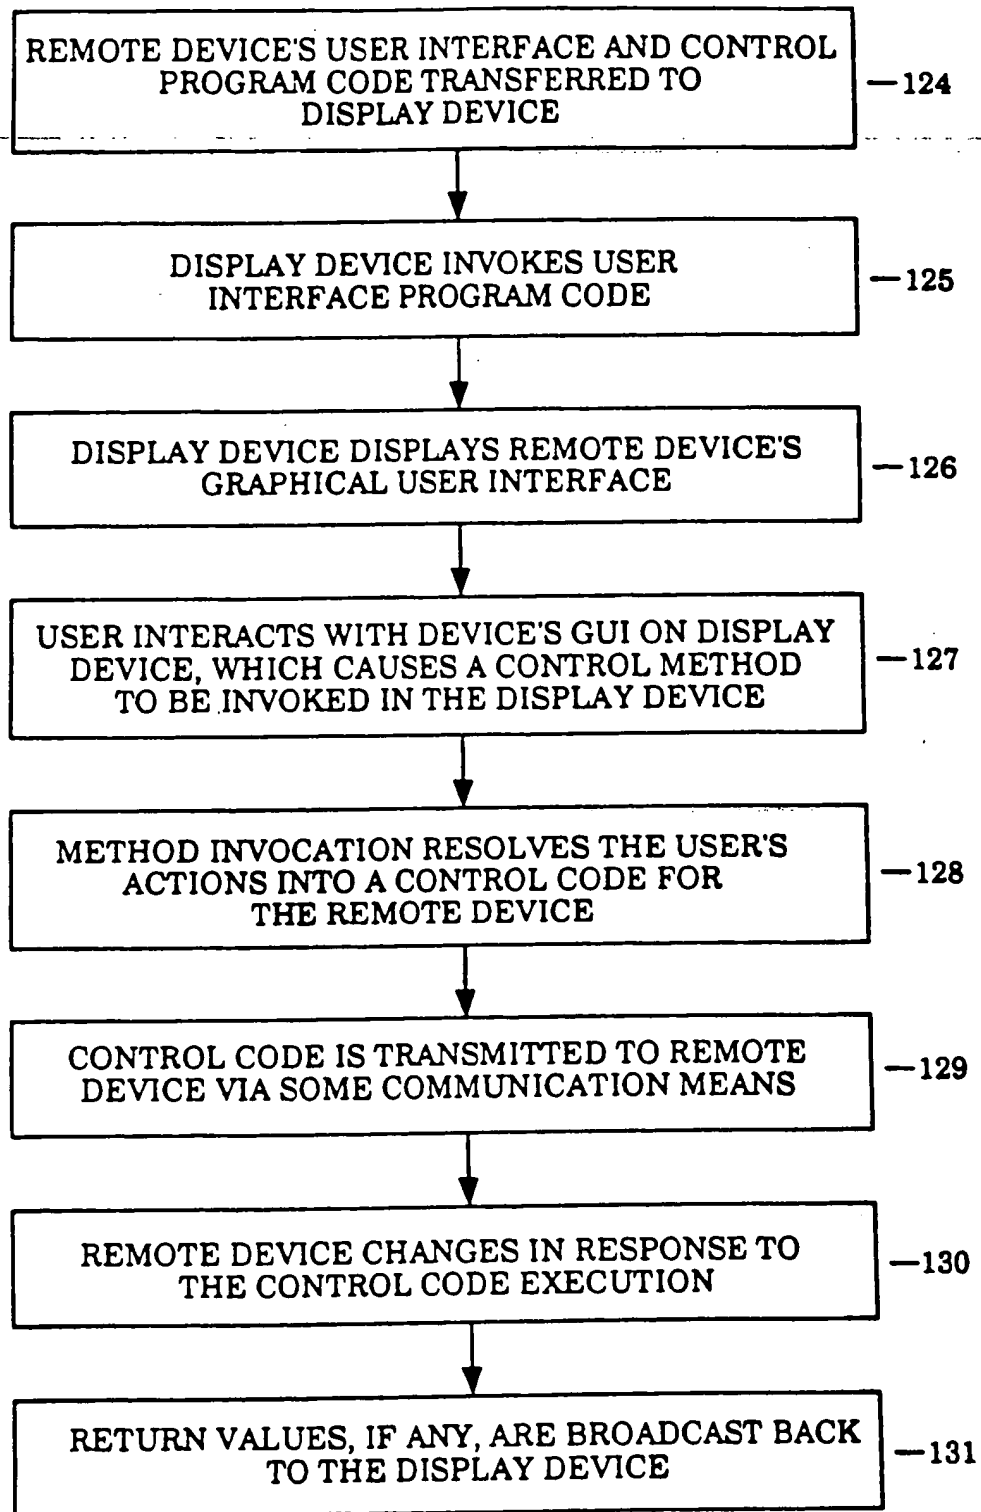 REMOTE DEVICE'S USER INTERFACE AND CONTROL
PROGRAM CODE TRANSFERRED TO
DISPLAY DEVICE
124
DISPLAY DEVICE INVOKES USER
INTERFACE PROGRAM CODE
125
DISPLAY DEVICE DISPLAYS REMOTE DEVICE'S
GRAPHICAL USER INTERFACE
126
USER INTERACTS WITH DEVICE'S GUI ON DISPLAY
DEVICE, WHICH CAUSES A CONTROL METHOD
TO BE INVOKED IN THE DISPLAY DEVICE
127
METHOD INVOCATION RESOLVES THE USER'S
ACTIONS INTO A CONTROL CODE FOR
THE REMOTE DEVICE
128
CONTROL CODE IS TRANSMITTED TO REMOTE
DEVICE VIA SOME COMMUNICATION MEANS
129
REMOTE DEVICE CHANGES IN RESPONSE TO
THE CONTROL CODE EXECUTION
130
RETURN VALUES, IF ANY, ARE BROADCAST BACK
TO THE DISPLAY DEVICE
131